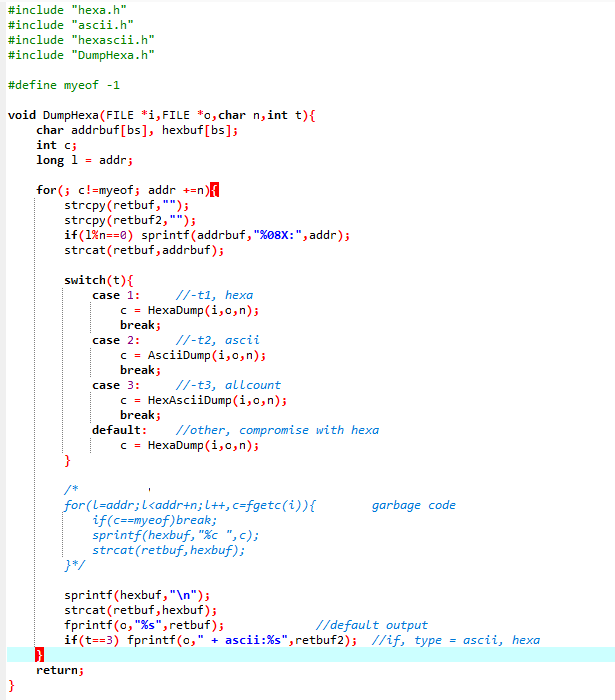 #include "hexa.h"
#include "ascii.h"
#include "hexascii.h"
#include "DumpHexa.h"

#define myeof -1

void DumpHexa(FILE *i,FILE *o,char n,int t){
    char addrbuf[bs], hexbuf[bs];
    int c;
    long l = addr;

    for(; c!=myeof; addr +=n){
        strcpy(retbuf,"");
        strcpy(retbuf2,"");
        if(l%n==0) sprintf(addrbuf,"%08X:",addr);
        strcat(retbuf,addrbuf);

        switch(t){
            case 1:     //-t1, hexa
                c = HexaDump(i,o,n);
                break;
            case 2:     //-t2, ascii
                c = AsciiDump(i,o,n);
                break;
            case 3:     //-t3, allcount
                c = HexAsciiDump(i,o,n);
                break;
            default:    //other, compromise with hexa
                c = HexaDump(i,o,n);
        }

        /*          '
        for(l=addr;l<addr+n;l++,c=fgetc(i)){        garbage code
            if(c==myeof)break;
            sprintf(hexbuf,"%c ",c);
            strcat(retbuf,hexbuf);
        }*/

        sprintf(hexbuf,"\n");
        strcat(retbuf,hexbuf);
        fprintf(o,"%s",retbuf);             //default output
        if(t==3) fprintf(o," + ascii:%s",retbuf2);  //if, type = ascii, hexa
    }
    return;
}